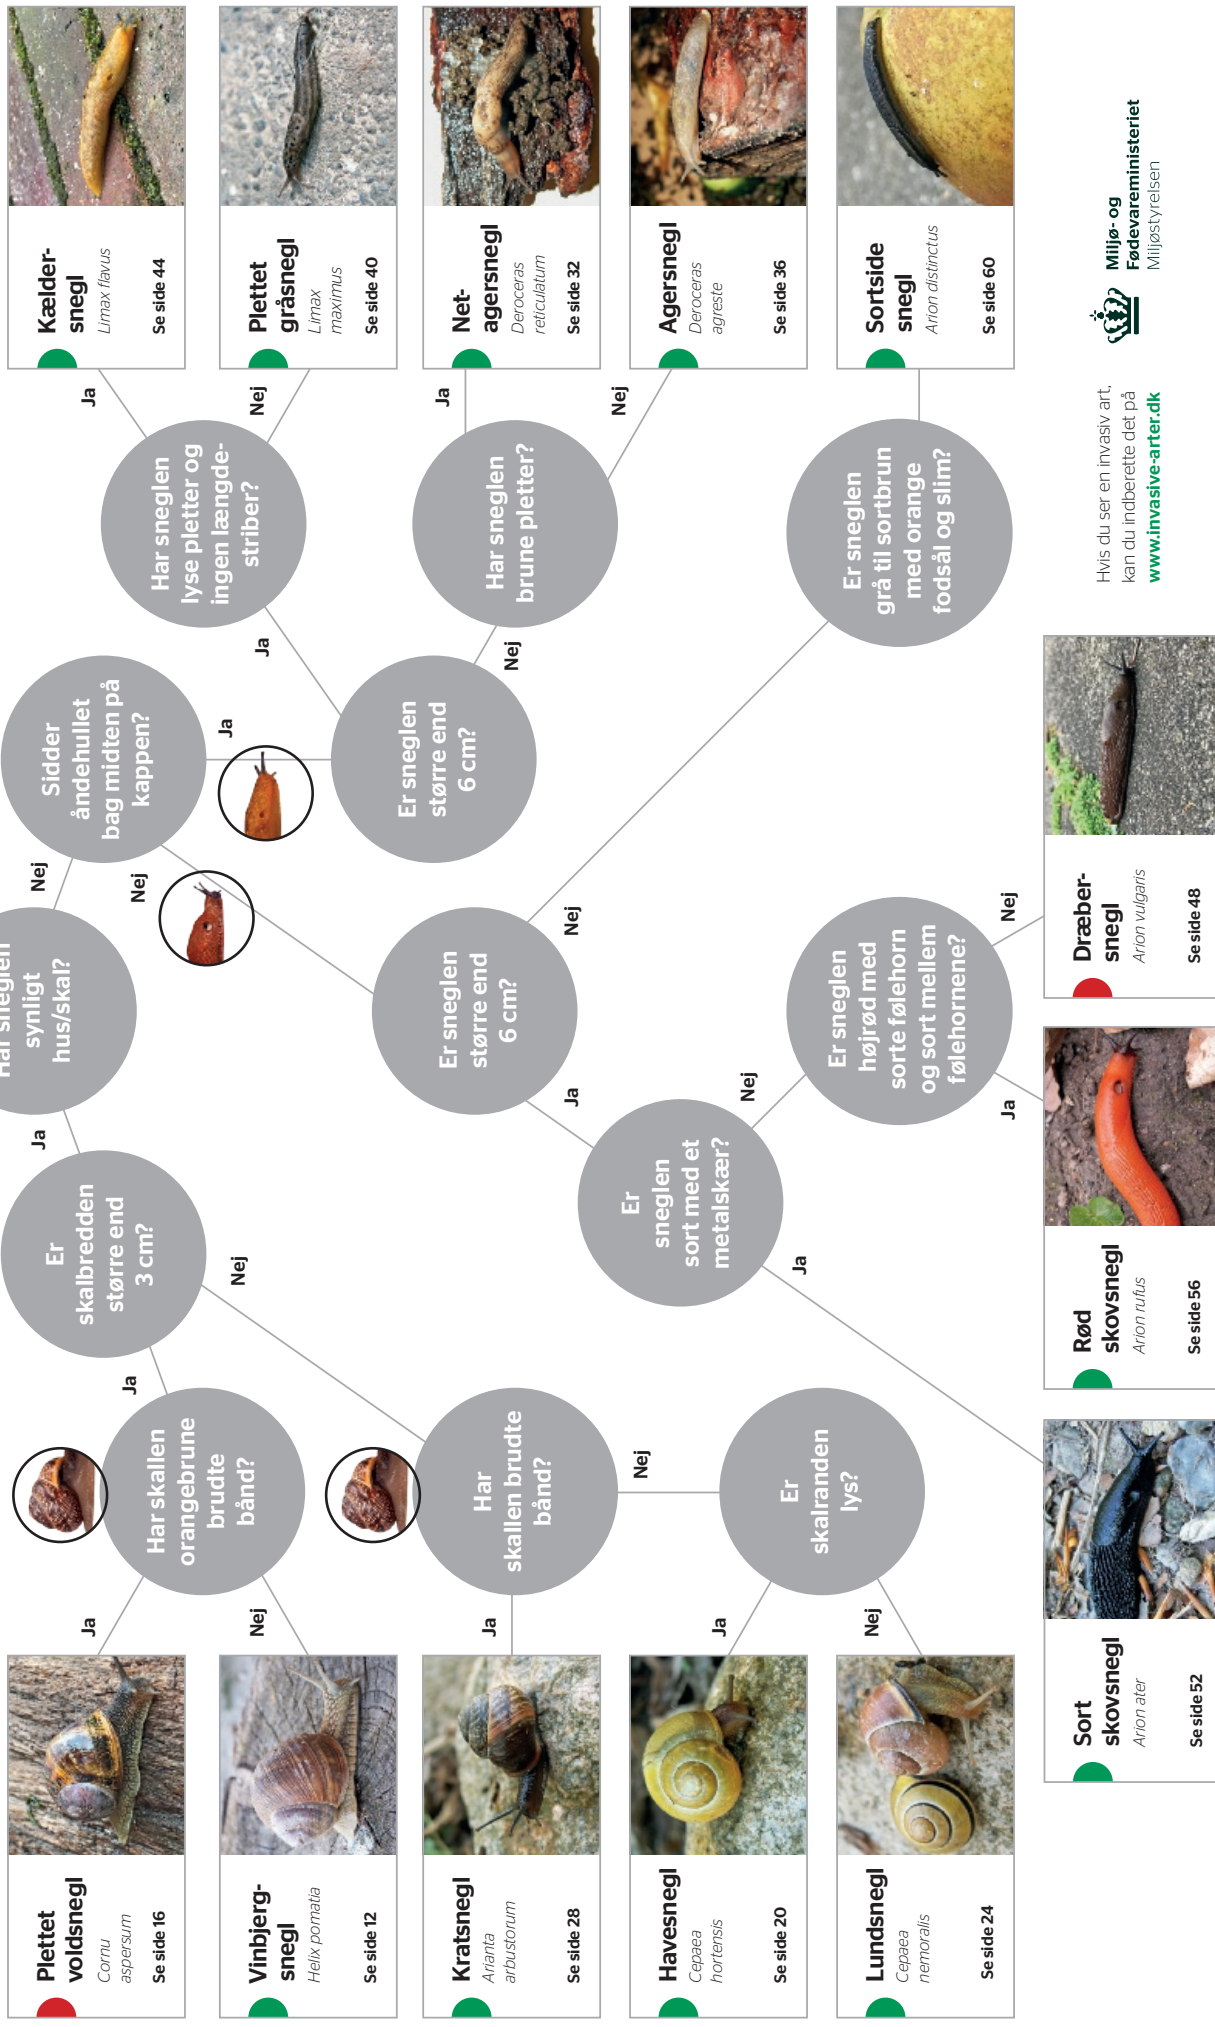 Har sneglen
synligt
hus/skal?
Ja
Nej
Er
skalbredden
større end
3 cm?
Ja
Nej
Har skallen
orangebrune
brudte
bånd?
Ja
Nej
Plettet
voldsnegl
Cornu
aspersum
Se side 16
Vinbjerg-
snegl
Helix pomatia
Se side 12
Har
skallen brudte
bånd?
Ja
Nej
Kratsnegl
Arianta
arbustorum
Se side 28
Er
skalranden
lys?
Ja
Nej
Havesnegl
Cepaea
hortensis
Se side 20
Lundsnegl
Cepaea
nemoralis
Se side 24
Sidder
åndehullet
bag midten på
kappen?
Ja
Nej
Er sneglen
større end
6 cm?
Ja
Nej
Har sneglen
lyse pletter og
ingen længde-
striber?
Ja
Nej
Kælder-
snegl
Limax flavus
Se side 44
Plettet
gråsnegl
Limax
maximus
Se side 40
Har sneglen
brune pletter?
Ja
Nej
Net-
agersnegl
Deroceras
reticulatum
Se side 32
Agersnegl
Deroceras
agreste
Se side 36
Er sneglen
større end
6 cm?
Ja
Nej
Er sneglen
grå til sortbrun
med orange
fodsål og slim?
Sortside
snegl
Arion distinctus
Se side 60
Er
sneglen
sort med et
metalskær?
Ja
Nej
Sort
skovsnegl
Arion ater
Se side 52
Er sneglen
højrød med
sorte følehorn
og sort mellem
følehornene?
Ja
Nej
Rød
skovsnegl
Arion rufus
Se side 56
Dræber-
snegl
Arion vulgaris
Se side 48
Hvis du ser en invasiv art,
kan du indberette det på
www.invasive-arter.dk
Miljø- og
Fødevareministeriet
Miljøstyrelsen